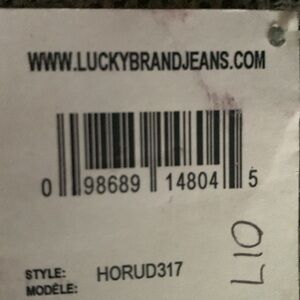 WWW.LUCKYBRANDJEANS.COM
0 98689 14804 5
STYLE: HORUD317
MODÈLE:
L10